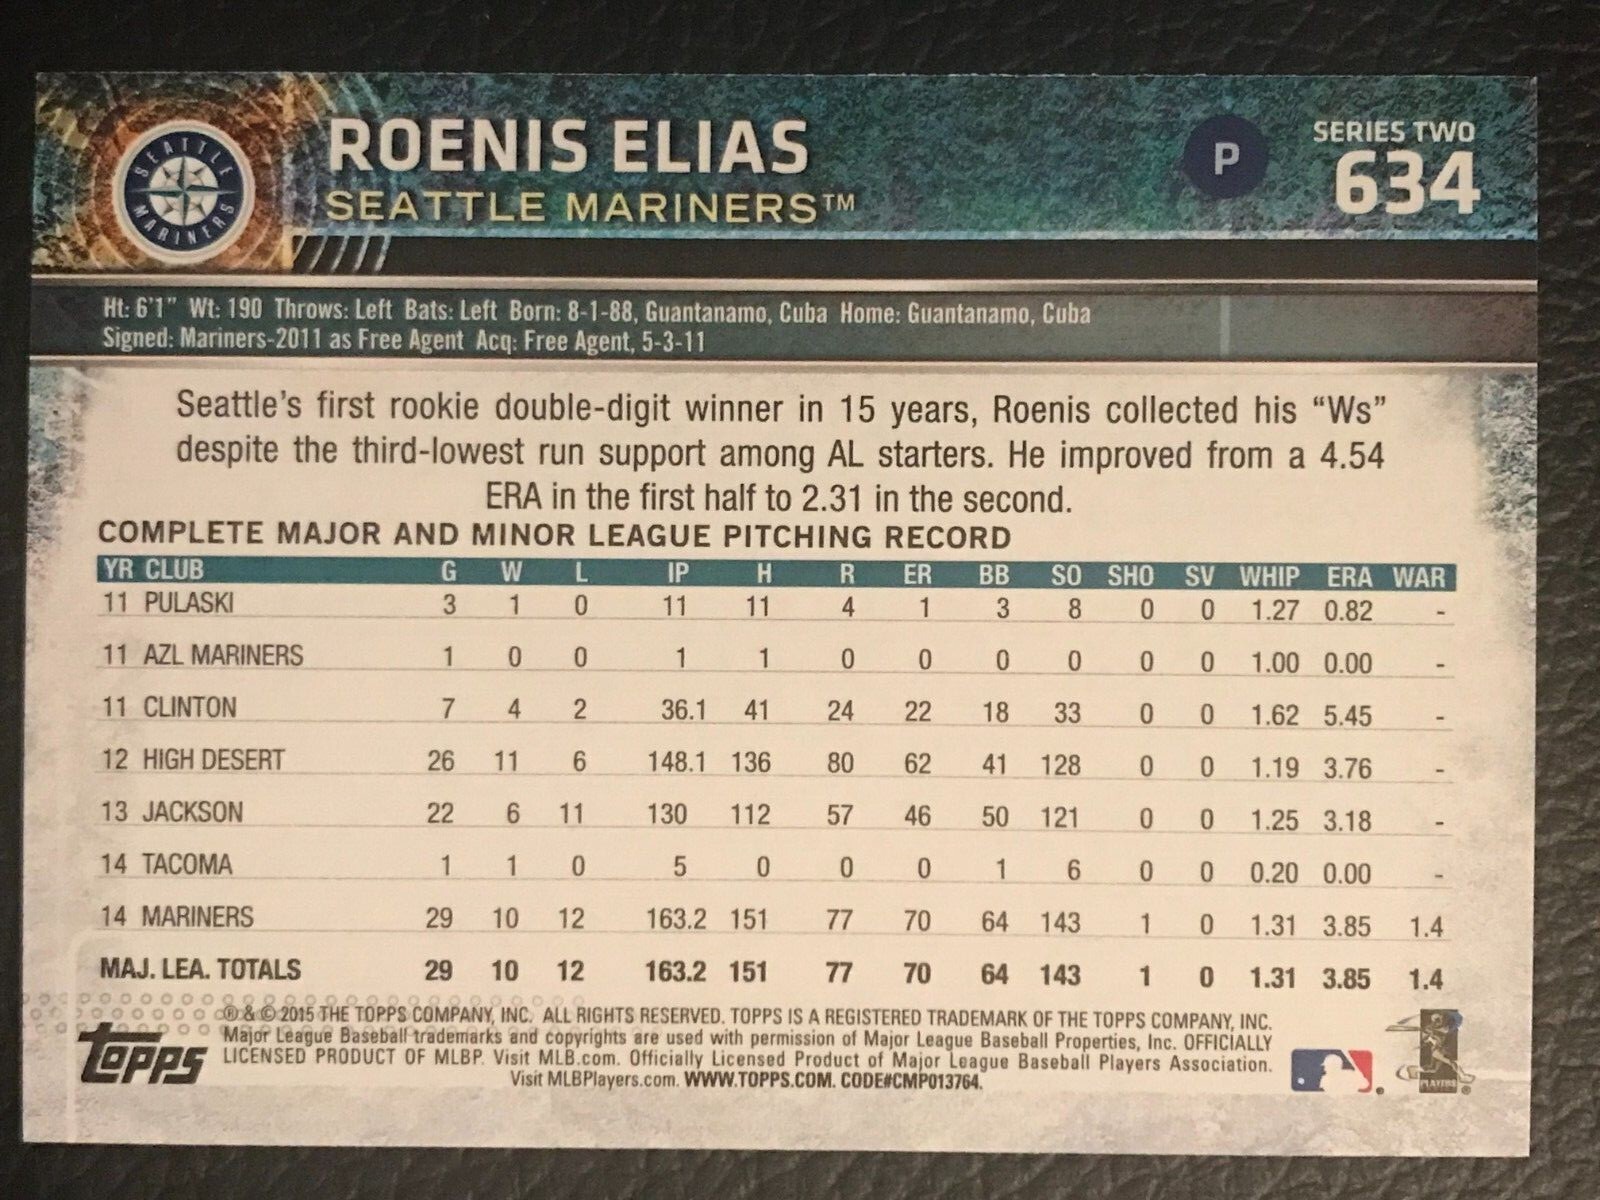 SEATTLE
MARINERS
ROENIS ELIAS
SEATTLE MARINERS™
P
SERIES TWO
634
Ht: 6'1" Wt: 190 Throws: Left Bats: Left Born: 8-1-88, Guantanamo, Cuba Home: Guantanamo, Cuba
Signed: Mariners-2011 as Free Agent Acq: Free Agent, 5-3-11
Seattle's first rookie double-digit winner in 15 years, Roenis collected his “Ws”
despite the third-lowest run support among AL starters. He improved from a 4.54
ERA in the first half to 2.31 in the second.
COMPLETE MAJOR AND MINOR LEAGUE PITCHING RECORD
YR CLUB G W L IP H R ER BB SO SHO SV WHIP ERA WAR
11 PULASKI 3 1 0 11 11 4 1 3 8 0 0 1.27 0.82 -
11 AZL MARINERS 1 0 0 1 1 0 0 0 0 0 0 1.00 0.00 -
11 CLINTON 7 4 2 36.1 41 24 22 18 33 0 0 1.62 5.45 -
12 HIGH DESERT 26 11 6 148.1 136 80 62 41 128 0 0 1.19 3.76 -
13 JACKSON 22 6 11 130 112 57 46 50 121 0 0 1.25 3.18 -
14 TACOMA 1 1 0 5 0 0 0 1 6 0 0 0.20 0.00 -
14 MARINERS 29 10 12 163.2 151 77 70 64 143 1 0 1.31 3.85 1.4
MAJ. LEA. TOTALS 29 10 12 163.2 151 77 70 64 143 1 0 1.31 3.85 1.4
® & © 2015 THE TOPPS COMPANY, INC. ALL RIGHTS RESERVED. TOPPS IS A REGISTERED TRADEMARK OF THE TOPPS COMPANY, INC.
Major League Baseball trademarks and copyrights are used with permission of Major League Baseball Properties, Inc. OFFICIALLY
LICENSED PRODUCT OF MLBP. Visit MLB.com. Officially Licensed Product of Major League Baseball Players Association.
Visit MLBPlayers.com. WWW.TOPPS.COM. CODE#CMP013764.
Topps
PLAYERS